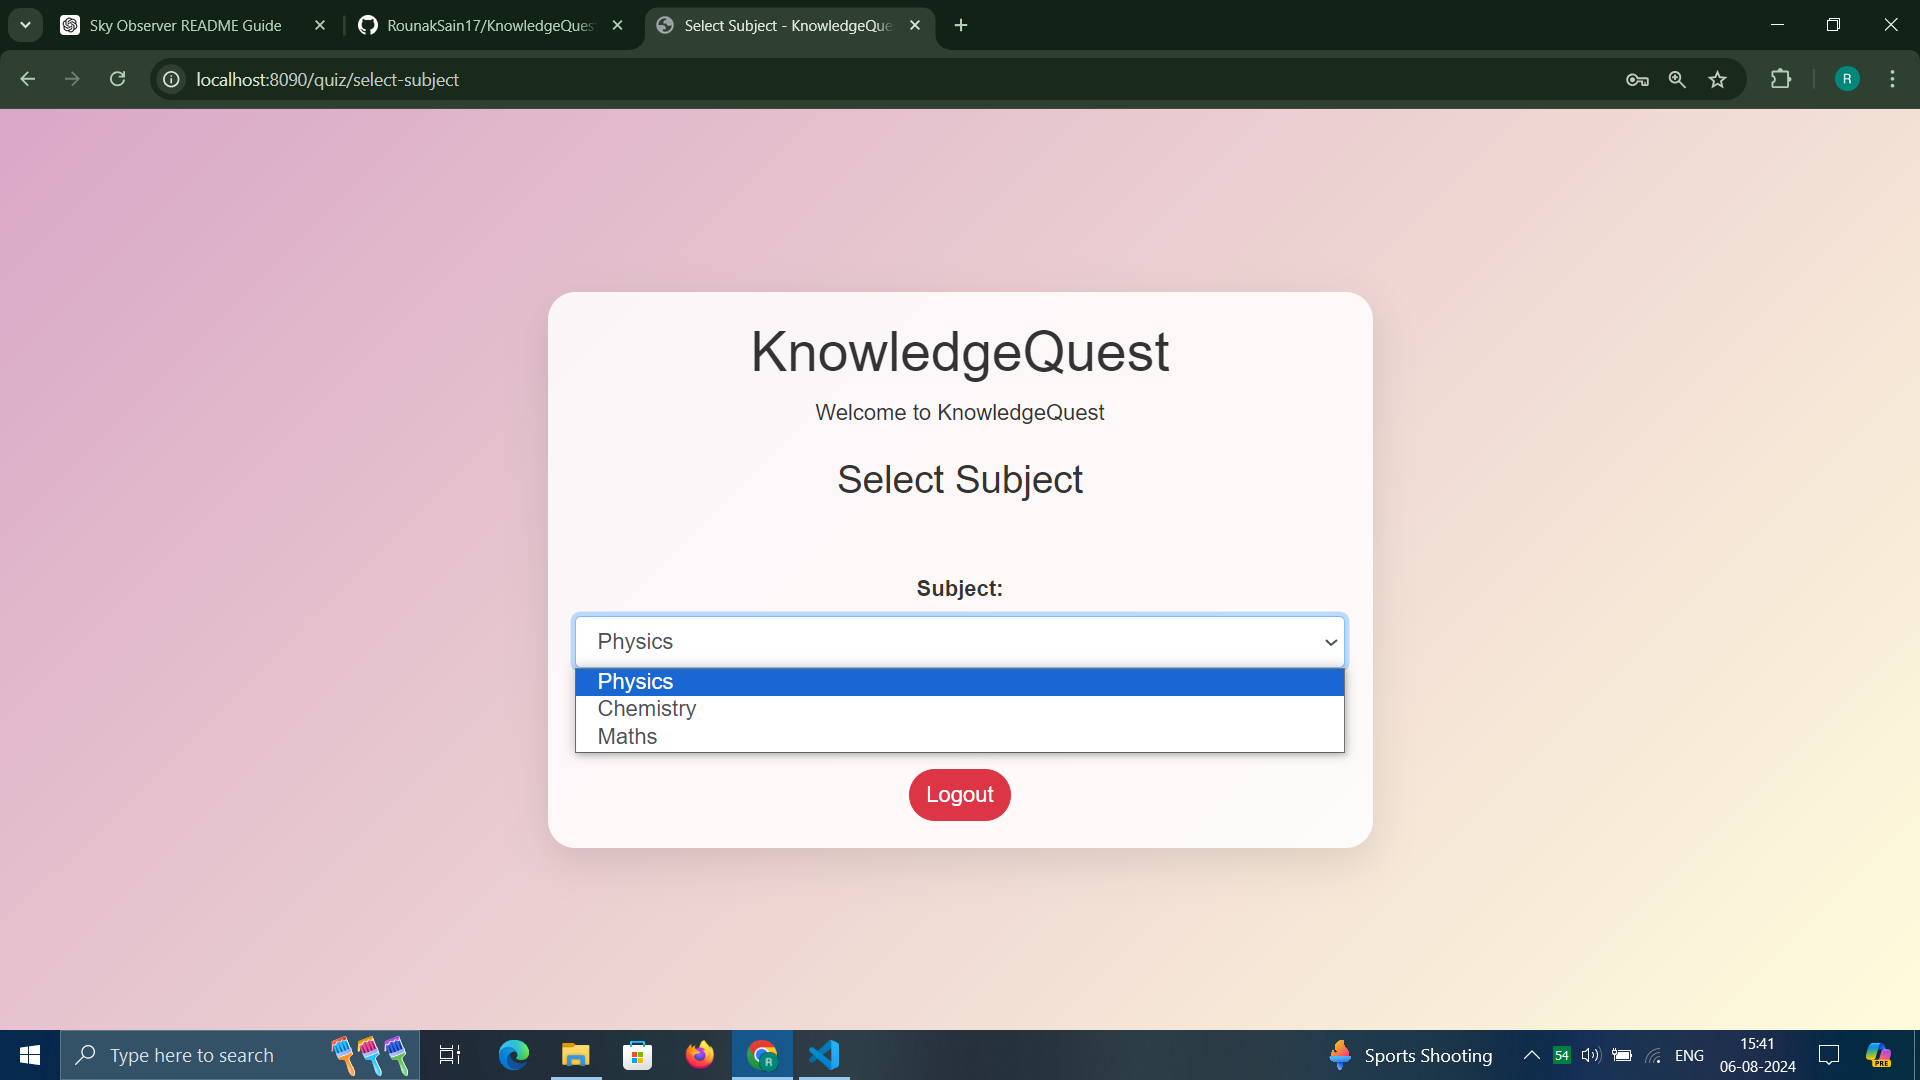 Sky Observer README Guide
RounakSain17/KnowledgeQues
Select Subject - KnowledgeQue
localhost:8090/quiz/select-subject
R
KnowledgeQuest
Welcome to KnowledgeQuest
Select Subject
Subject:
Physics
Physics
Chemistry
Maths
Logout
Type here to search
R
Sports Shooting
54
ENG
15:41
06-08-2024
PRE